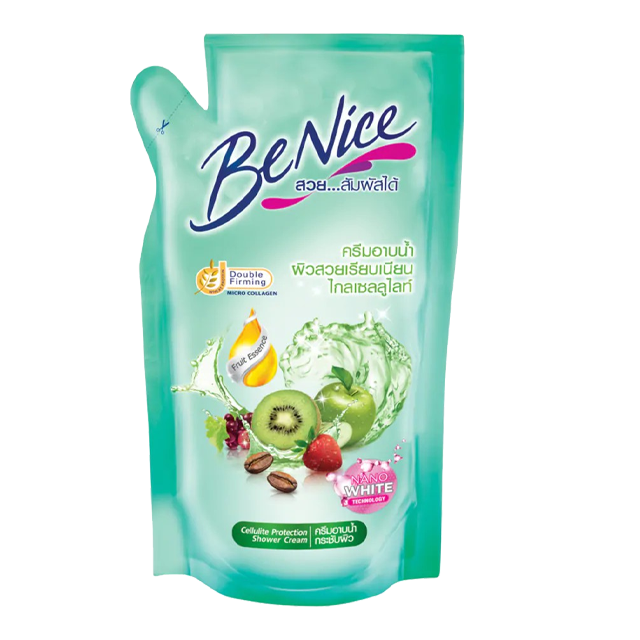 BeNice
สวย...สัมผัสได้
ครีมอาบน้ำ
ผิวสวยเรียบเนียน
ไกลเซลลูไลท์
Double
Firming
MICRO COLLAGEN
Fruit Essence
NANO
WHITE
TECHNOLOGY
Cellulite Protection
Shower Cream
ครีมอาบน้ำ
กระชับผิว